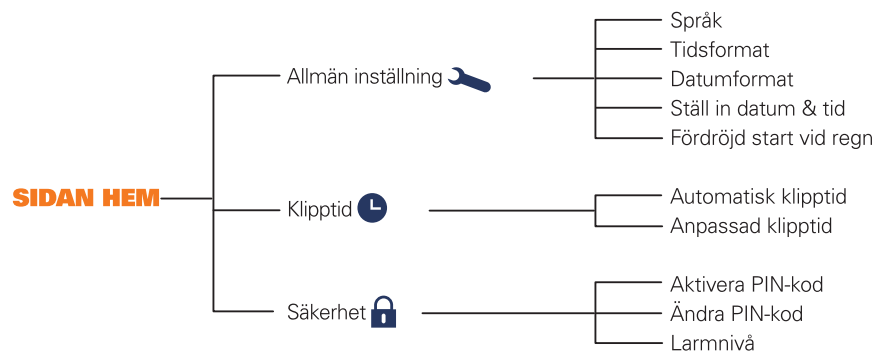 SIDAN HEM
Allmän inställning
Språk
Tidsformat
Datumformat
Ställ in datum & tid
Fördröjd start vid regn
Klipptid
Automatisk klipptid
Anpassad klipptid
Säkerhet
Aktivera PIN-kod
Ändra PIN-kod
Larmnivå